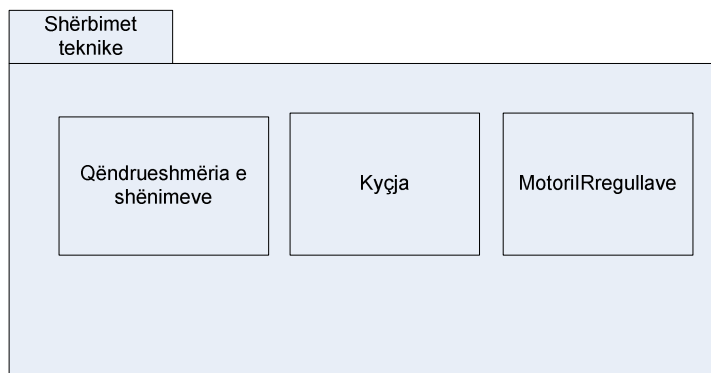 Shërbimet
teknike
Qëndrueshmëria e
shënimeve
Kyçja
MotoriIRregullave